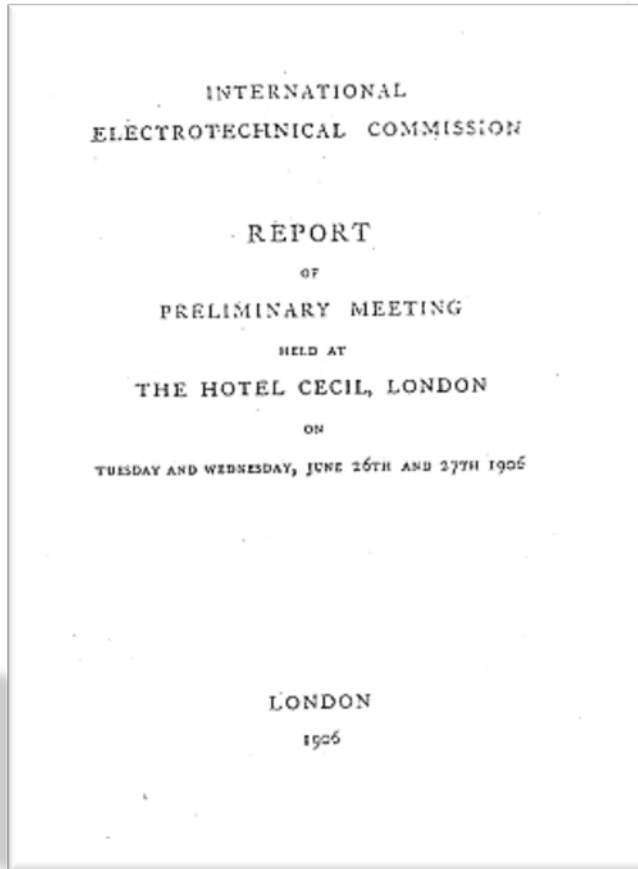 INTERNATIONAL
ELECTROTECHNICAL COMMISSION
REPORT
OF
PRELIMINARY MEETING
HELD AT
THE HOTEL CECIL, LONDON
ON
TUESDAY AND WEDNESDAY, JUNE 26TH AND 27TH 1906
LONDON
1906